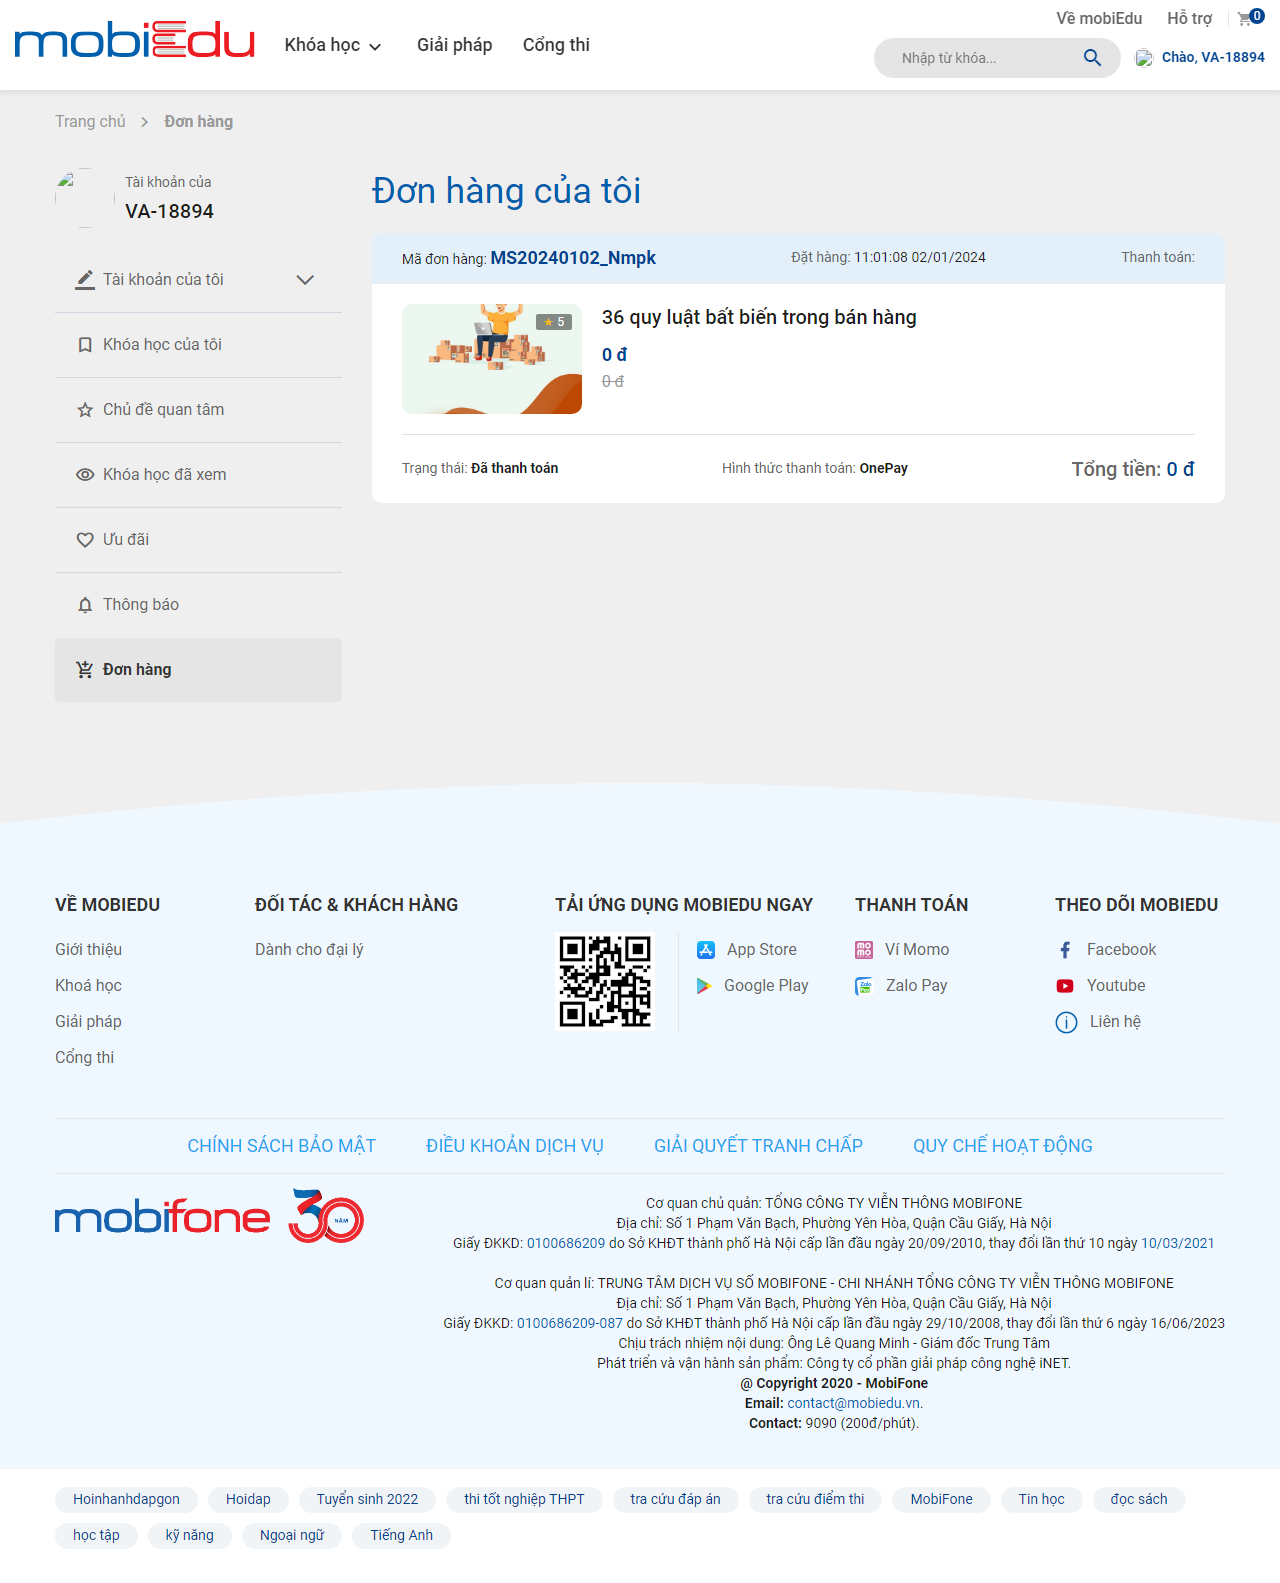 Về mobiEdu Hỗ trợ 0
mobiEdu Khóa học Giải pháp Cổng thi
Nhập từ khóa... Chào, VA-18894
Trang chủ Đơn hàng
Tài khoản của
VA-18894
Tài khoản của tôi
Khóa học của tôi
Chủ đề quan tâm
Khóa học đã xem
Ưu đãi
Thông báo
Đơn hàng
Đơn hàng của tôi
Mã đơn hàng: MS20240102_Nmpk Đặt hàng: 11:01:08 02/01/2024 Thanh toán:
★ 5
36 quy luật bất biến trong bán hàng
0 đ
0 đ
Trạng thái: Đã thanh toán Hình thức thanh toán: OnePay Tổng tiền: 0 đ
VỀ MOBIEDU
Giới thiệu
Khoá học
Giải pháp
Cổng thi
ĐỐI TÁC & KHÁCH HÀNG
Dành cho đại lý
TẢI ỨNG DỤNG MOBIEDU NGAY
App Store
Google Play
THANH TOÁN
mo mo Ví Momo
Zalo Pay Zalo Pay
THEO DÕI MOBIEDU
Facebook
Youtube
Liên hệ
CHÍNH SÁCH BẢO MẬT ĐIỀU KHOẢN DỊCH VỤ GIẢI QUYẾT TRANH CHẤP QUY CHẾ HOẠT ĐỘNG
mobifone 30 NĂM
Cơ quan chủ quản: TỔNG CÔNG TY VIỄN THÔNG MOBIFONE
Địa chỉ: Số 1 Phạm Văn Bạch, Phường Yên Hòa, Quận Cầu Giấy, Hà Nội
Giấy ĐKKD: 0100686209 do Sở KHĐT thành phố Hà Nội cấp lần đầu ngày 20/09/2010, thay đổi lần thứ 10 ngày 10/03/2021
Cơ quan quản lí: TRUNG TÂM DỊCH VỤ SỐ MOBIFONE - CHI NHÁNH TỔNG CÔNG TY VIỄN THÔNG MOBIFONE
Địa chỉ: Số 1 Phạm Văn Bạch, Phường Yên Hòa, Quận Cầu Giấy, Hà Nội
Giấy ĐKKD: 0100686209-087 do Sở KHĐT thành phố Hà Nội cấp lần đầu ngày 29/10/2008, thay đổi lần thứ 6 ngày 16/06/2023
Chịu trách nhiệm nội dung: Ông Lê Quang Minh - Giám đốc Trung Tâm
Phát triển và vận hành sản phẩm: Công ty cổ phần giải pháp công nghệ iNET.
@ Copyright 2020 - MobiFone
Email: contact@mobiedu.vn.
Contact: 9090 (200đ/phút).
Hoinhanhdapgon Hoidap Tuyển sinh 2022 thi tốt nghiệp THPT tra cứu đáp án tra cứu điểm thi MobiFone Tin học đọc sách
học tập kỹ năng Ngoại ngữ Tiếng Anh